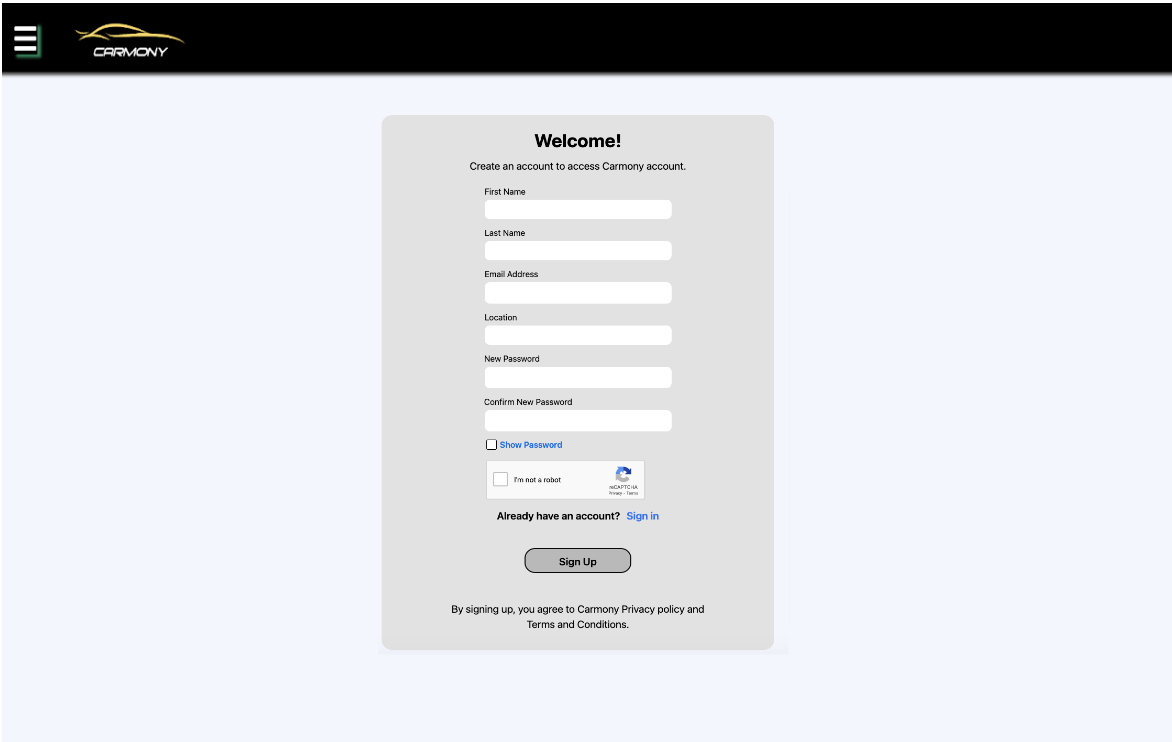 CARMONY
Welcome!
Create an account to access Carmony account.
First Name
Last Name
Email Address
Location
New Password
Confirm New Password
Show Password
I'm not a robot
reCAPTCHA
Privacy - Terms
Already have an account? Sign in
Sign Up
By signing up, you agree to Carmony Privacy policy and
Terms and Conditions.